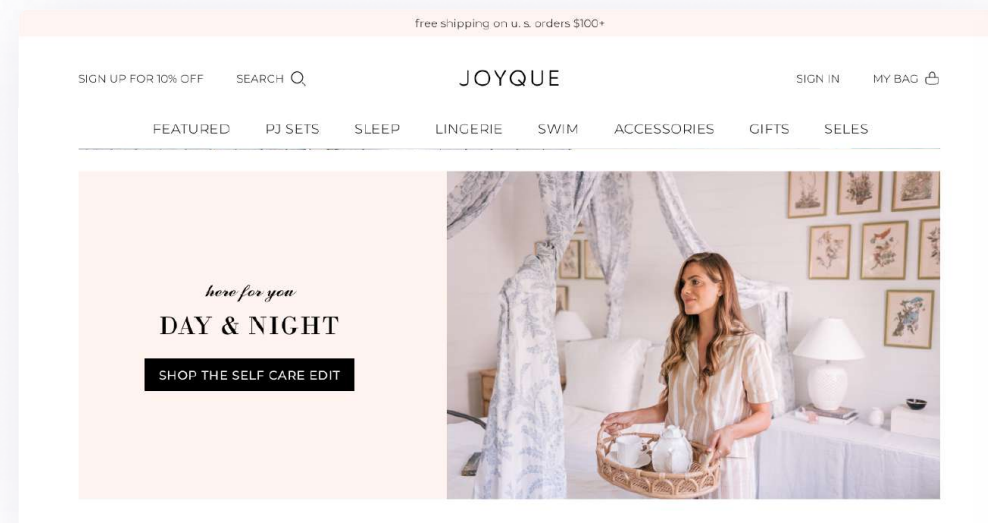 free shipping on u. s. orders $100+
SIGN UP FOR 10% OFF SEARCH JOYQUE SIGN IN MY BAG
FEATURED PJ SETS SLEEP LINGERIE SWIM ACCESSORIES GIFTS SELES
here for you
DAY & NIGHT
SHOP THE SELF CARE EDIT